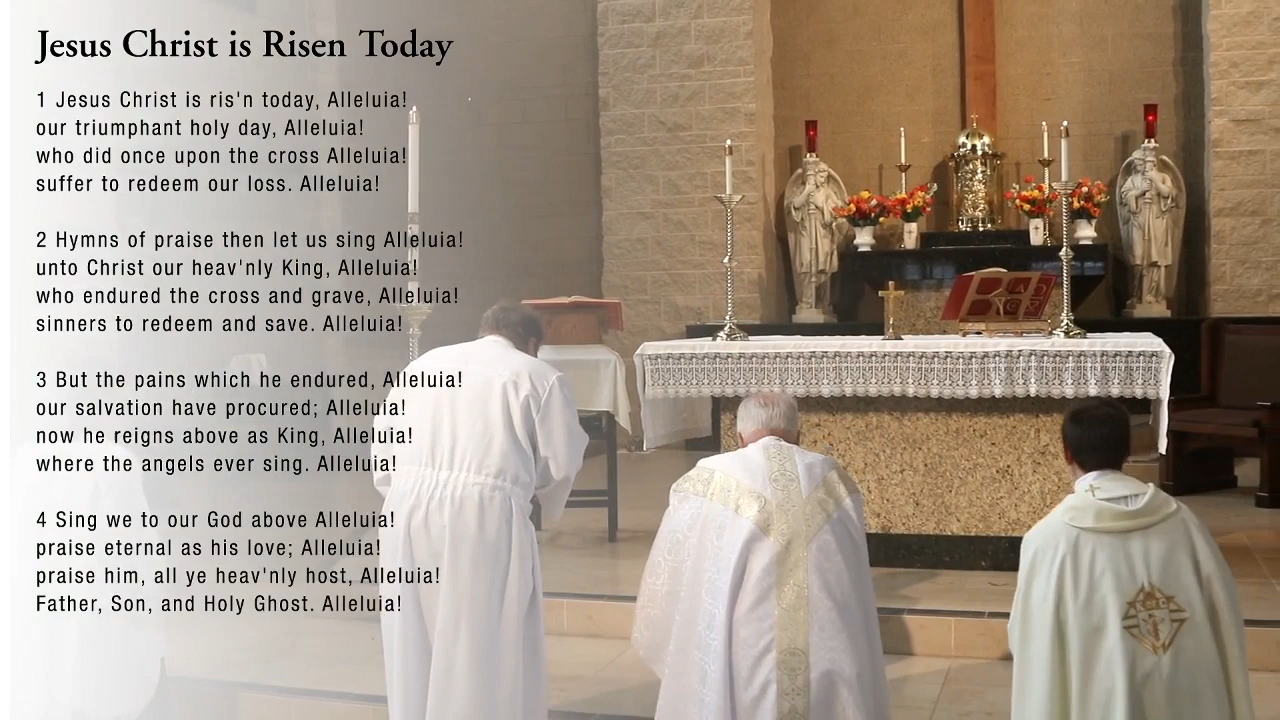 Jesus Christ is Risen Today
1 Jesus Christ is ris'n today, Alleluia!
our triumphant holy day, Alleluia!
who did once upon the cross Alleluia!
suffer to redeem our loss. Alleluia!
2 Hymns of praise then let us sing Alleluia!
unto Christ our heav'nly King, Alleluia!
who endured the cross and grave, Alleluia!
sinners to redeem and save. Alleluia!
3 But the pains which he endured, Alleluia!
our salvation have procured; Alleluia!
now he reigns above as King, Alleluia!
where the angels ever sing. Alleluia!
4 Sing we to our God above Alleluia!
praise eternal as his love; Alleluia!
praise him, all ye heav'nly host, Alleluia!
Father, Son, and Holy Ghost. Alleluia!